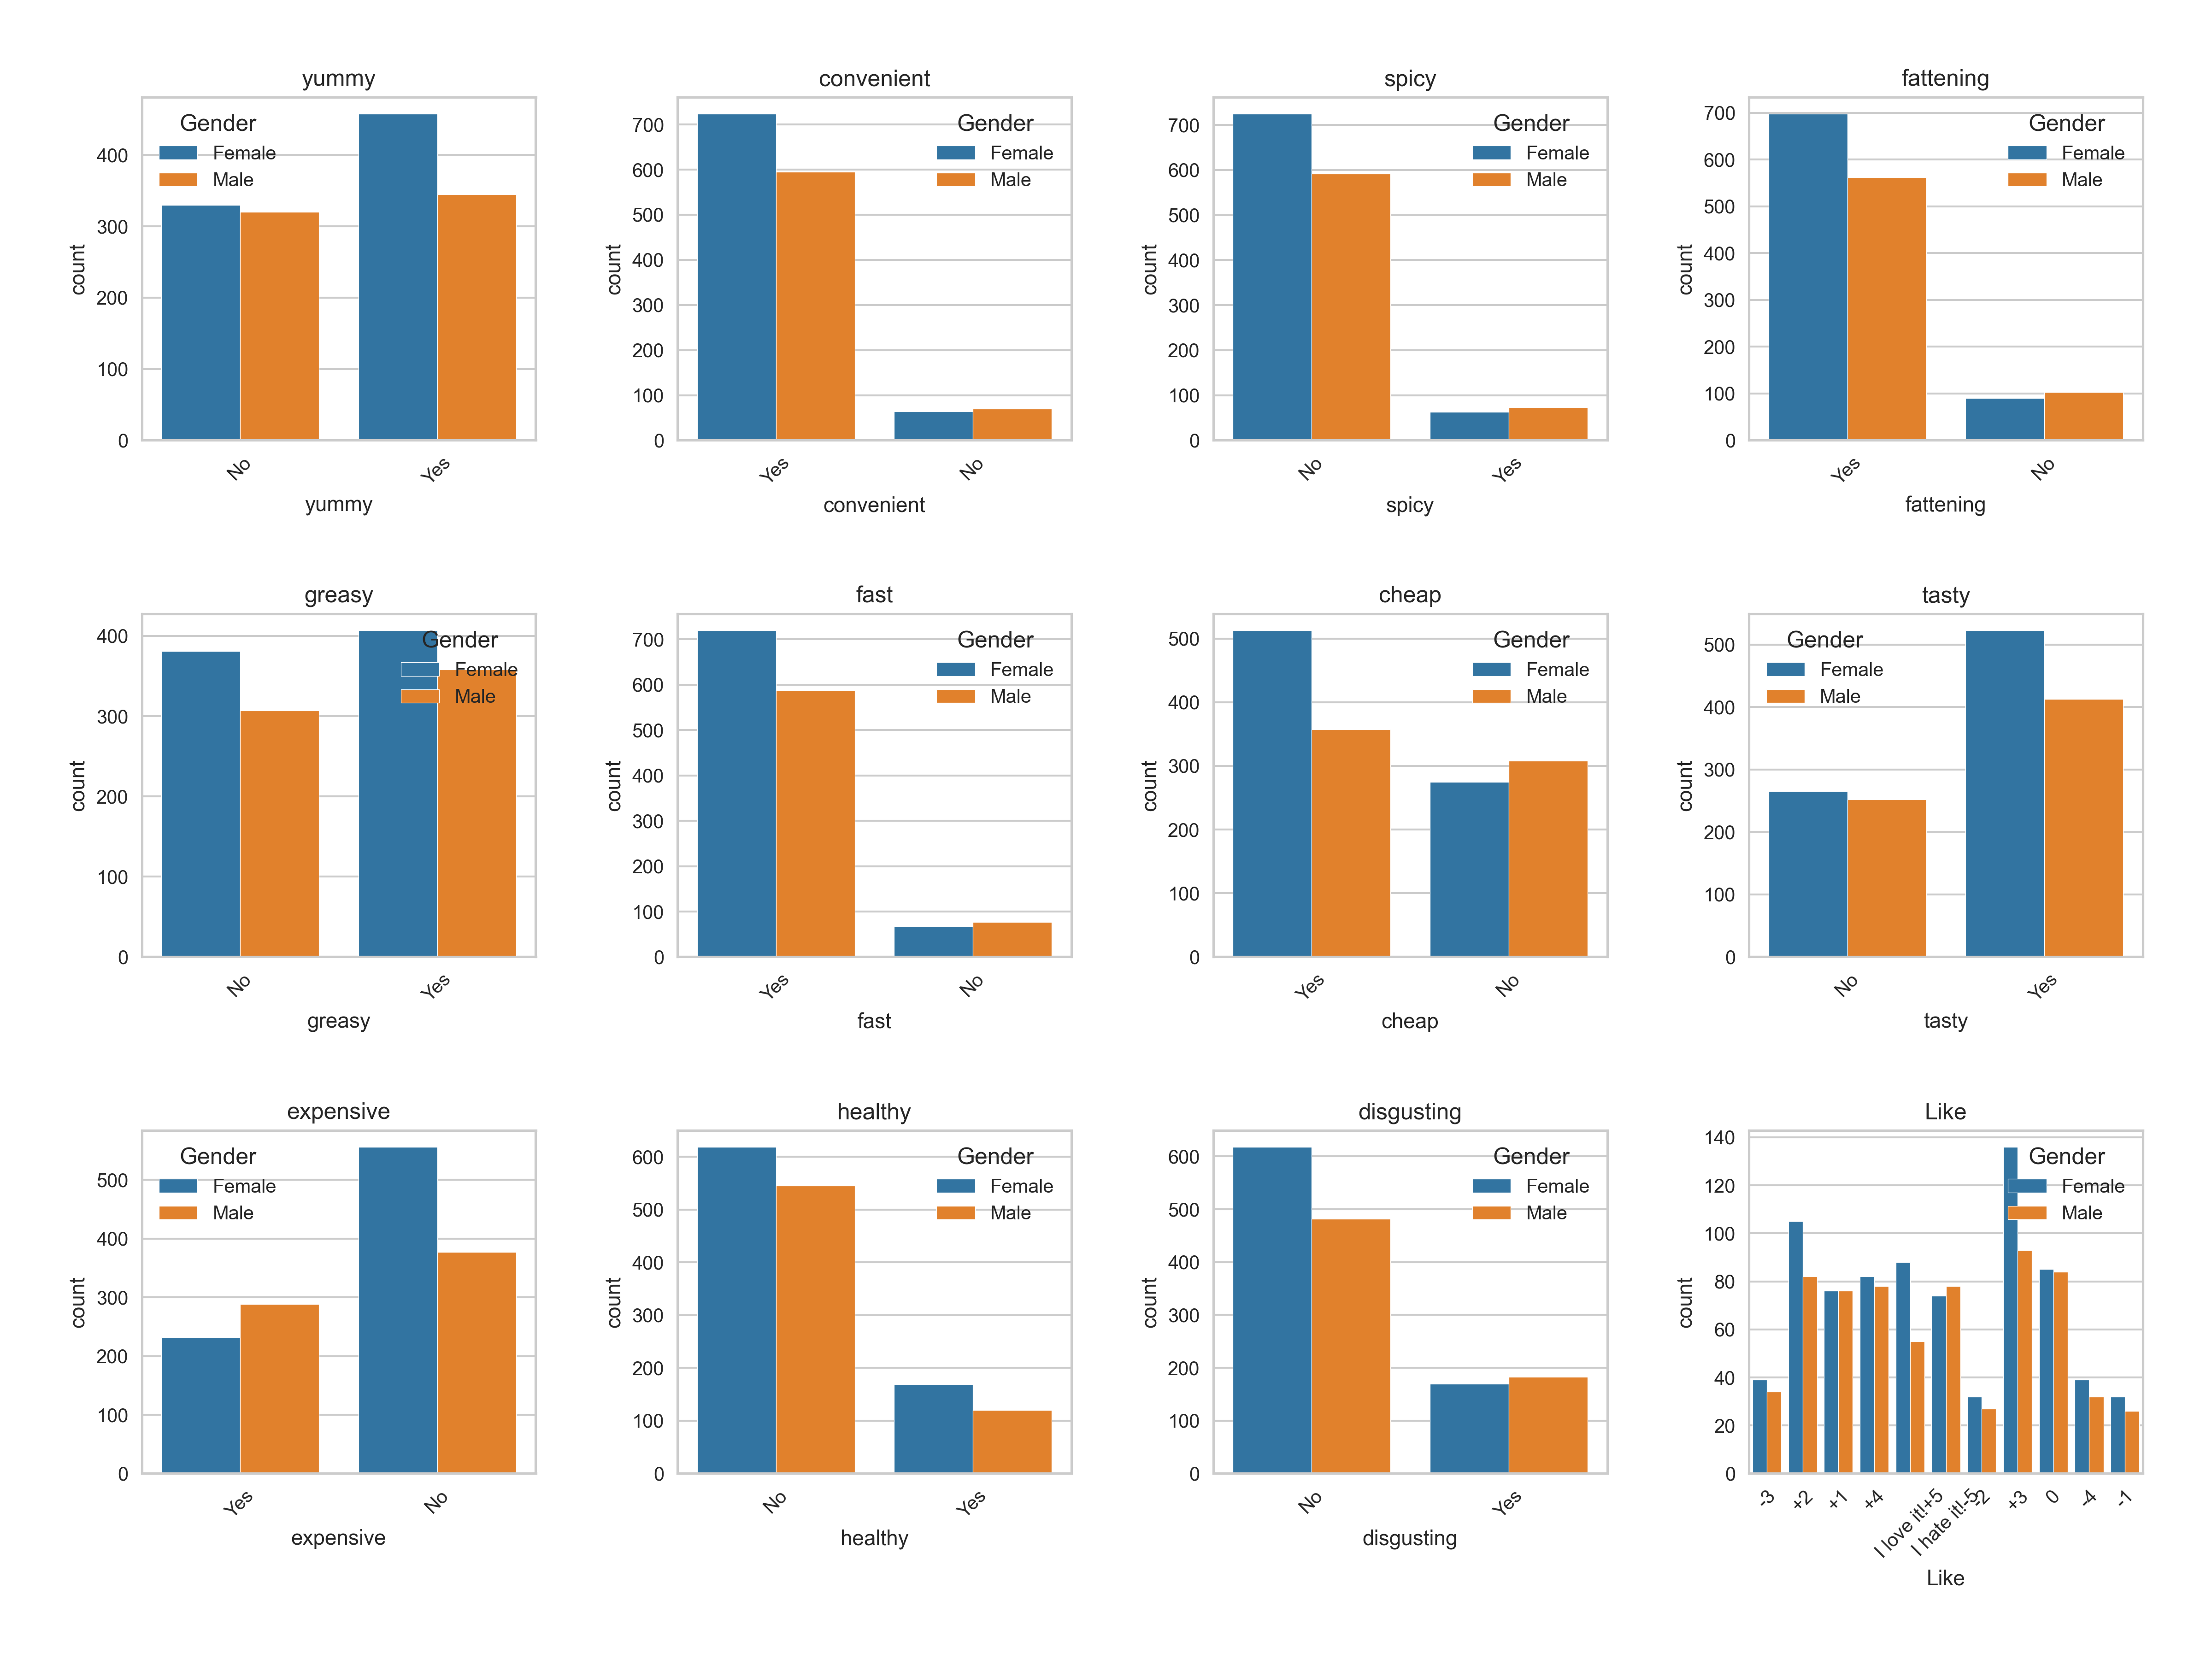 yummy
Gender
Female
Male
count
400
300
200
100
0
No
Yes
yummy
convenient
Gender
Female
Male
count
700
600
500
400
300
200
100
0
Yes
No
convenient
spicy
Gender
Female
Male
count
700
600
500
400
300
200
100
0
No
Yes
spicy
fattening
Gender
Female
Male
count
700
600
500
400
300
200
100
0
Yes
No
fattening
greasy
Gender
Female
Male
count
400
300
200
100
0
No
Yes
greasy
fast
Gender
Female
Male
count
700
600
500
400
300
200
100
0
Yes
No
fast
cheap
Gender
Female
Male
count
500
400
300
200
100
0
Yes
No
cheap
tasty
Gender
Female
Male
count
500
400
300
200
100
0
No
Yes
tasty
expensive
Gender
Female
Male
count
500
400
300
200
100
0
Yes
No
expensive
healthy
Gender
Female
Male
count
600
500
400
300
200
100
0
No
Yes
healthy
disgusting
Gender
Female
Male
count
600
500
400
300
200
100
0
No
Yes
disgusting
Like
Gender
Female
Male
count
140
120
100
80
60
40
20
0
-3
+2
+1
+4
I love it!+5
I hate it!-5
-2
+3
0
-4
-1
Like